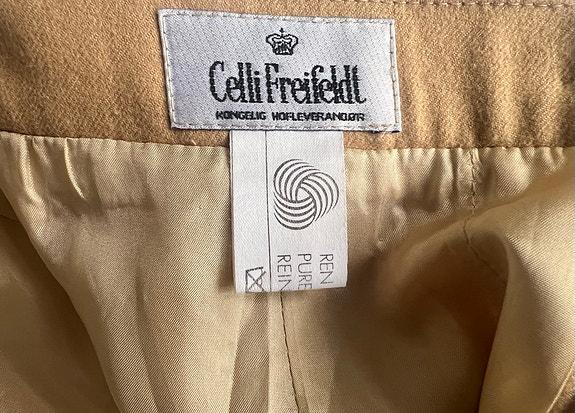 Celli Freifeldt
KONGELIG HOFLEVERANDØR
REN
PURE
REIN